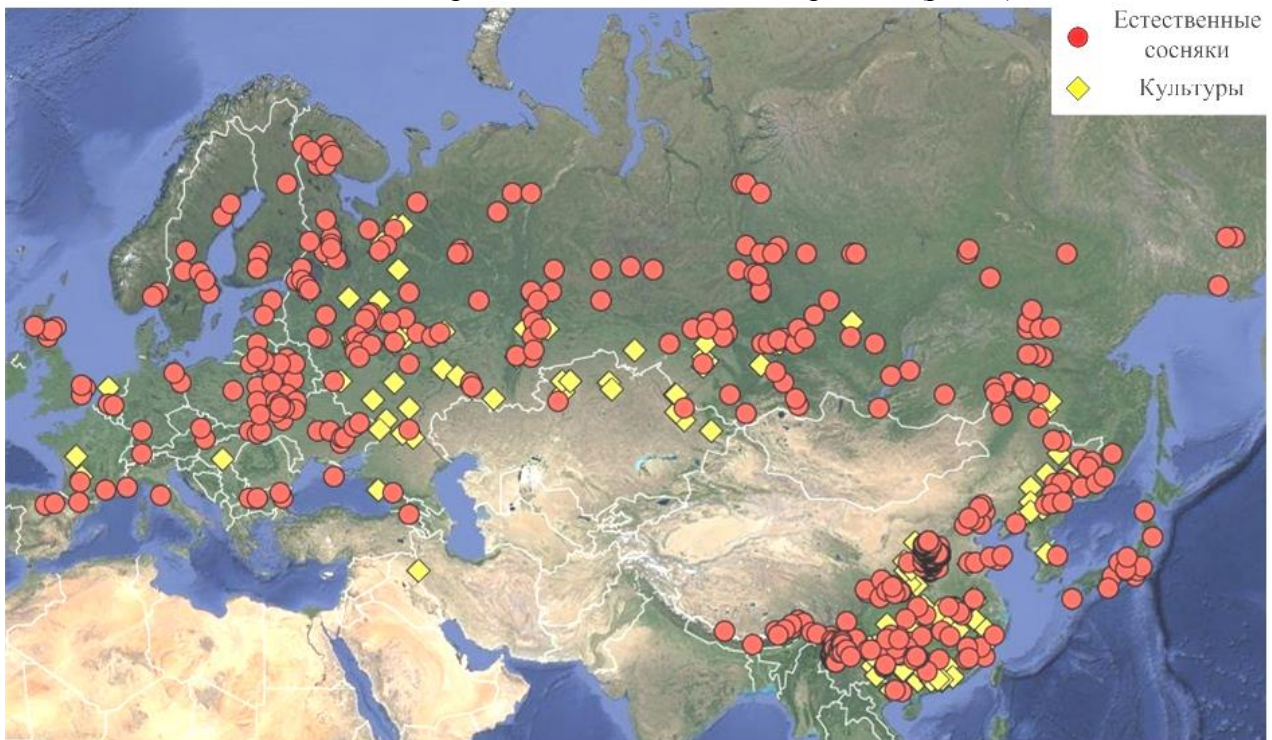 Естественные
сосняки
Культуры